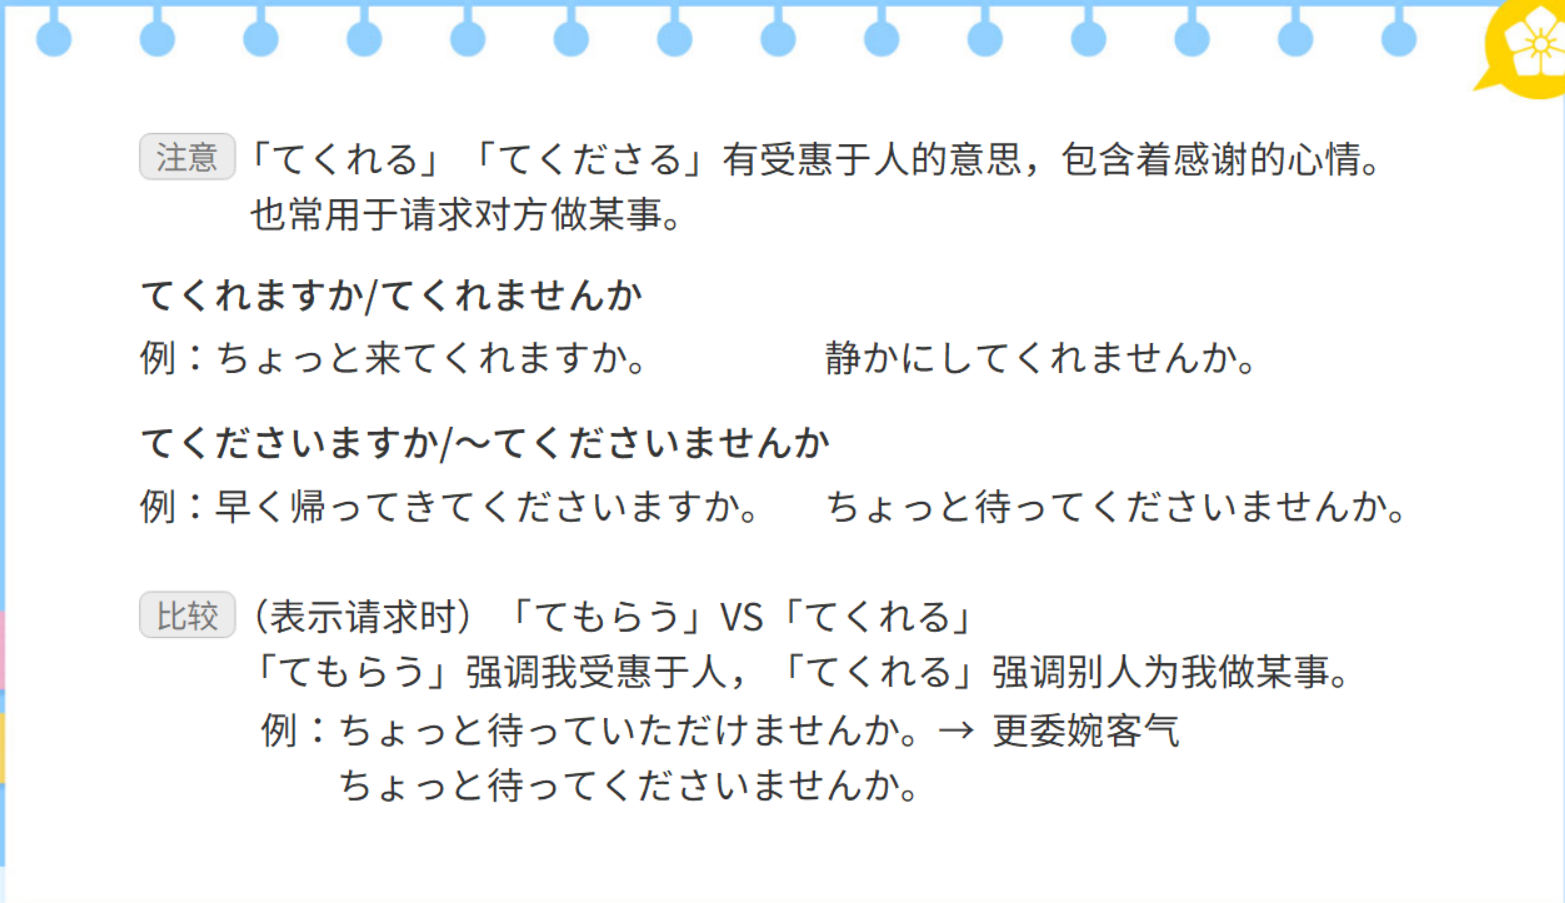 注意 「てくれる」「てくださる」有受惠于人的意思，包含着感谢的心情。
也常用于请求对方做某事。
てくれますか/てくれませんか
例：ちょっと来てくれますか。 静かにしてくれませんか。
てくださいますか/～てくださいませんか
例：早く帰ってきてくださいますか。 ちょっと待ってくださいませんか。
比较 （表示请求时）「てもらう」VS「てくれる」
「てもらう」强调我受惠于人，「てくれる」强调别人为我做某事。
例：ちょっと待っていただけませんか。→ 更委婉客气
ちょっと待ってくださいませんか。